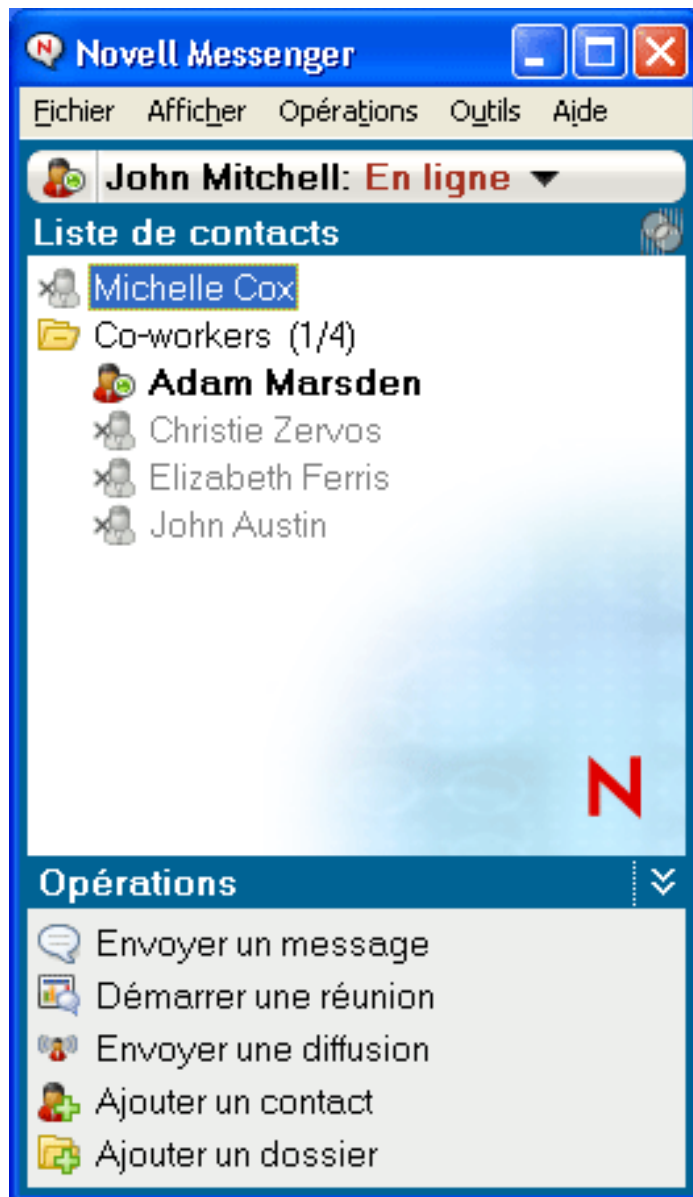 Novell Messenger
Fichier Afficher Opérations Outils Aide
John Mitchell: En ligne
Liste de contacts
Michelle Cox
Co-workers (1/4)
Adam Marsden
Christie Zervos
Elizabeth Ferris
John Austin
N
Opérations
Envoyer un message
Démarrer une réunion
Envoyer une diffusion
Ajouter un contact
Ajouter un dossier